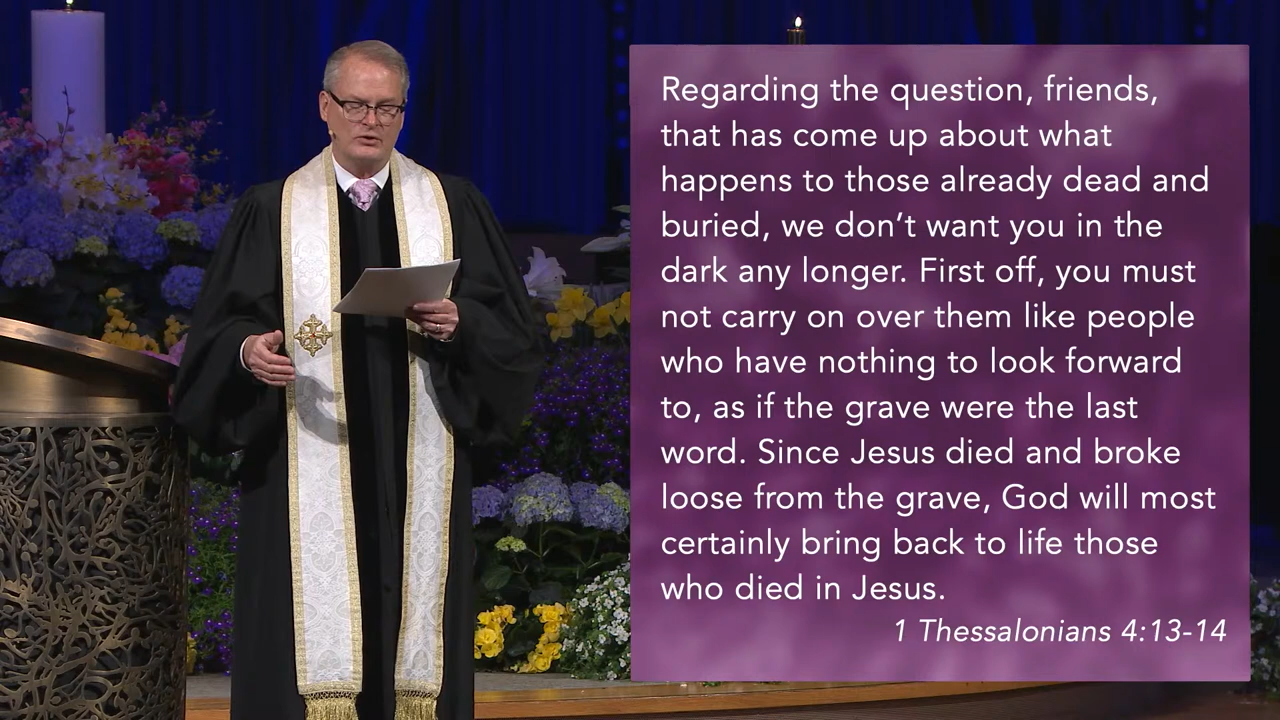 Regarding the question, friends,
that has come up about what
happens to those already dead and
buried, we don’t want you in the
dark any longer. First off, you must
not carry on over them like people
who have nothing to look forward
to, as if the grave were the last
word. Since Jesus died and broke
loose from the grave, God will most
certainly bring back to life those
who died in Jesus.
1 Thessalonians 4:13-14